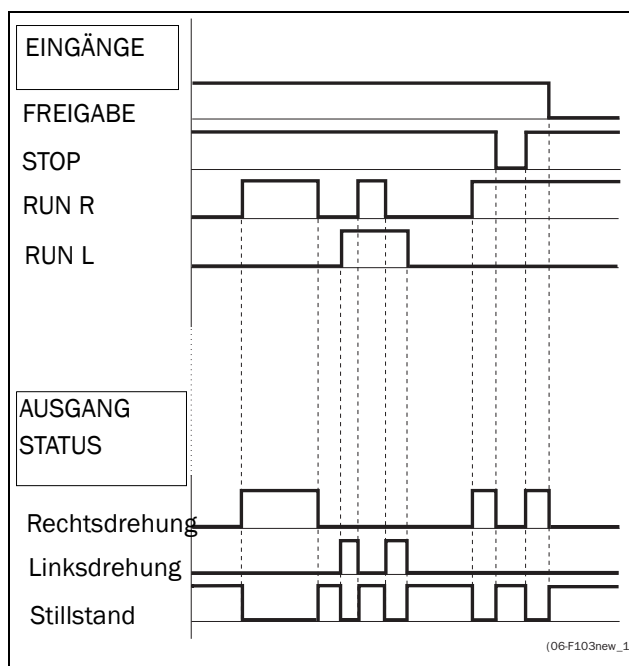 EINGÄNGE
FREIGABE
STOP
RUN R
RUN L
AUSGANG
STATUS
Rechtsdrehung
Linksdrehung
Stillstand
(06-F103new_1